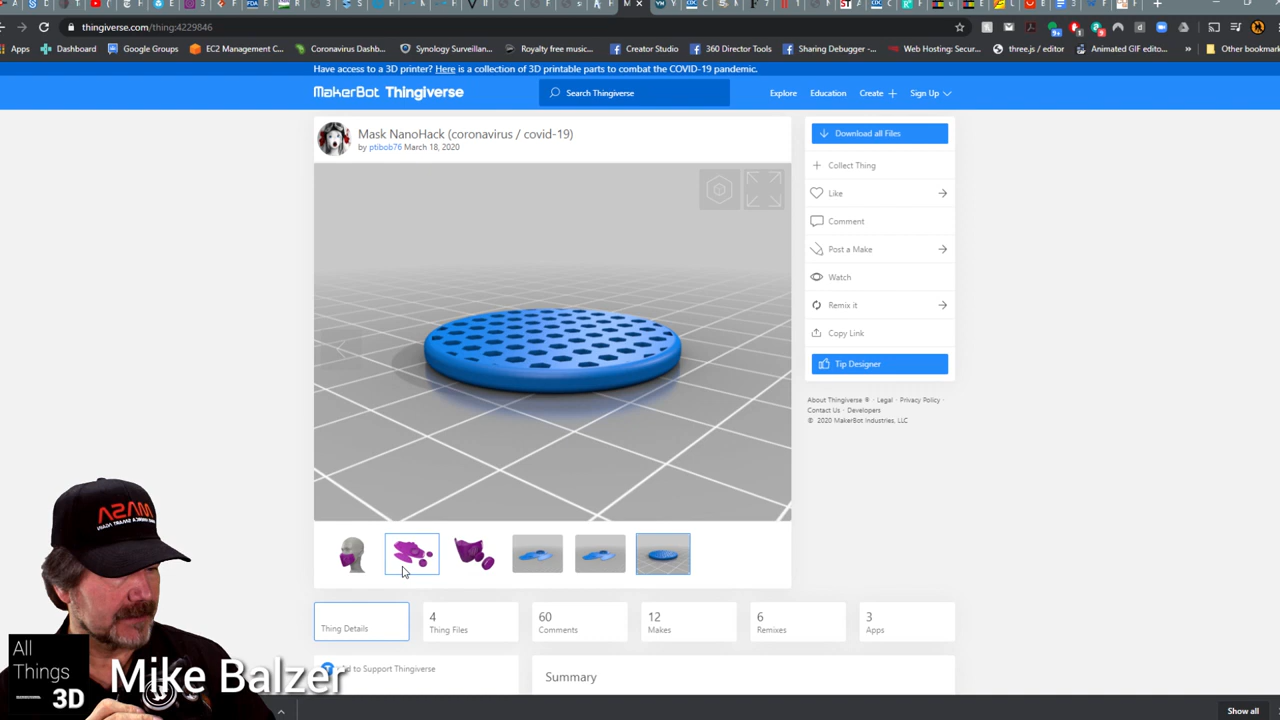 thingiverse.com/thing:4229846
Apps Dashboard Google Groups EC2 Management C... Coronavirus Dashb... Synology Surveillan... Royalty free music... Creator Studio 360 Director Tools Sharing Debugger -... Web Hosting: Secur... three.js / editor Animated GIF edito... » Other bookmar
Have access to a 3D printer? Here is a collection of 3D printable parts to combat the COVID-19 pandemic.
MakerBot Thingiverse
Search Thingiverse
Explore Education Create + Sign Up
Mask NanoHack (coronavirus / covid-19)
by ptibob76 March 18, 2020
Download all Files
Collect Thing
Like
Comment
Post a Make
Watch
Remix it
Copy Link
Tip Designer
About Thingiverse ® · Legal · Privacy Policy ·
Contact Us · Developers
© 2020 MakerBot Industries, LLC
Thing Details
4
Thing Files
60
Comments
12
Makes
6
Remixes
3
Apps
d to Support Thingiverse
Summary
All
Things
3D
Mike Balzer
Show all